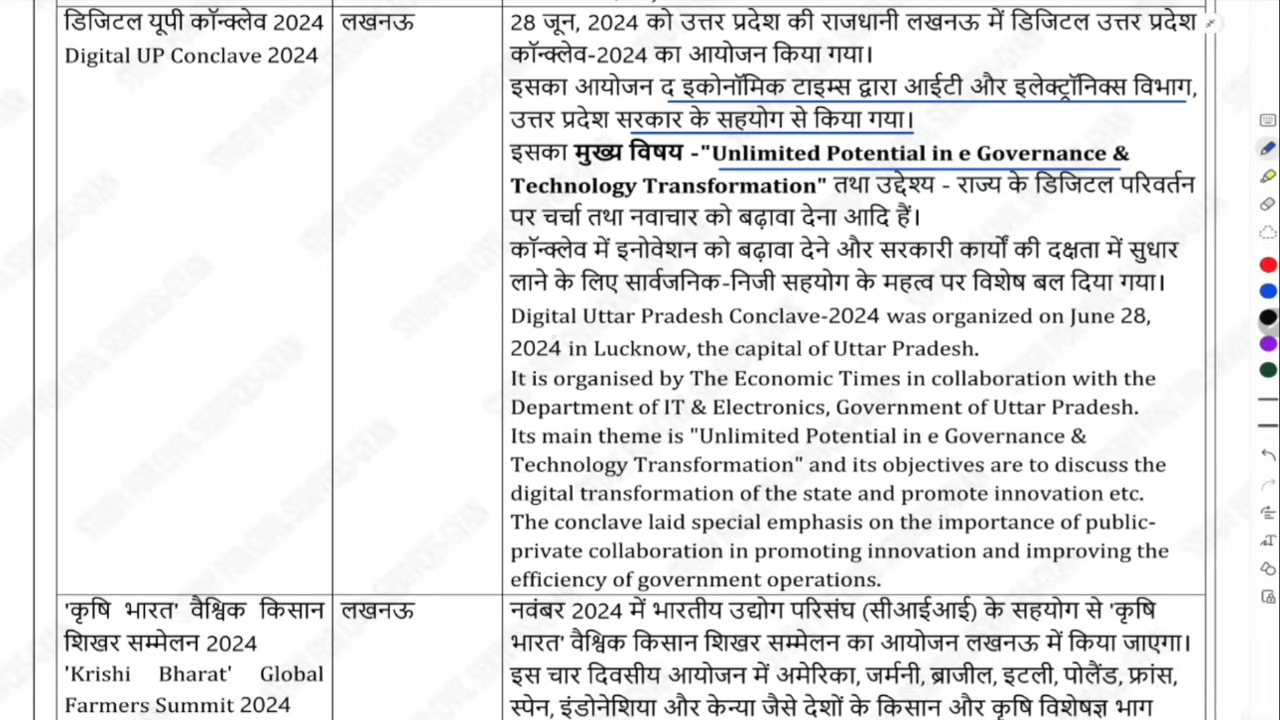 डिजिटल यूपी कॉन्क्लेव 2024
Digital UP Conclave 2024
लखनऊ
28 जून, 2024 को उत्तर प्रदेश की राजधानी लखनऊ में डिजिटल उत्तर प्रदेश
कॉन्क्लेव-2024 का आयोजन किया गया।
इसका आयोजन द इकोनॉमिक टाइम्स द्वारा आईटी और इलेक्ट्रॉनिक्स विभाग,
उत्तर प्रदेश सरकार के सहयोग से किया गया।
इसका मुख्य विषय -"Unlimited Potential in e Governance &
Technology Transformation" तथा उद्देश्य - राज्य के डिजिटल परिवर्तन
पर चर्चा तथा नवाचार को बढ़ावा देना आदि हैं।
कॉन्क्लेव में इनोवेशन को बढ़ावा देने और सरकारी कार्यों की दक्षता में सुधार
लाने के लिए सार्वजनिक-निजी सहयोग के महत्व पर विशेष बल दिया गया।
Digital Uttar Pradesh Conclave-2024 was organized on June 28,
2024 in Lucknow, the capital of Uttar Pradesh.
It is organised by The Economic Times in collaboration with the
Department of IT & Electronics, Government of Uttar Pradesh.
Its main theme is "Unlimited Potential in e Governance &
Technology Transformation" and its objectives are to discuss the
digital transformation of the state and promote innovation etc.
The conclave laid special emphasis on the importance of public-
private collaboration in promoting innovation and improving the
efficiency of government operations.
'कृषि भारत' वैश्विक किसान
शिखर सम्मेलन 2024
'Krishi Bharat' Global
Farmers Summit 2024
लखनऊ
नवंबर 2024 में भारतीय उद्योग परिसंघ (सीआईआई) के सहयोग से 'कृषि
भारत' वैश्विक किसान शिखर सम्मेलन का आयोजन लखनऊ में किया जाएगा।
इस चार दिवसीय आयोजन में अमेरिका, जर्मनी, ब्राजील, इटली, पोलैंड, फ्रांस,
स्पेन, इंडोनेशिया और केन्या जैसे देशों के किसान और कृषि विशेषज्ञ भाग